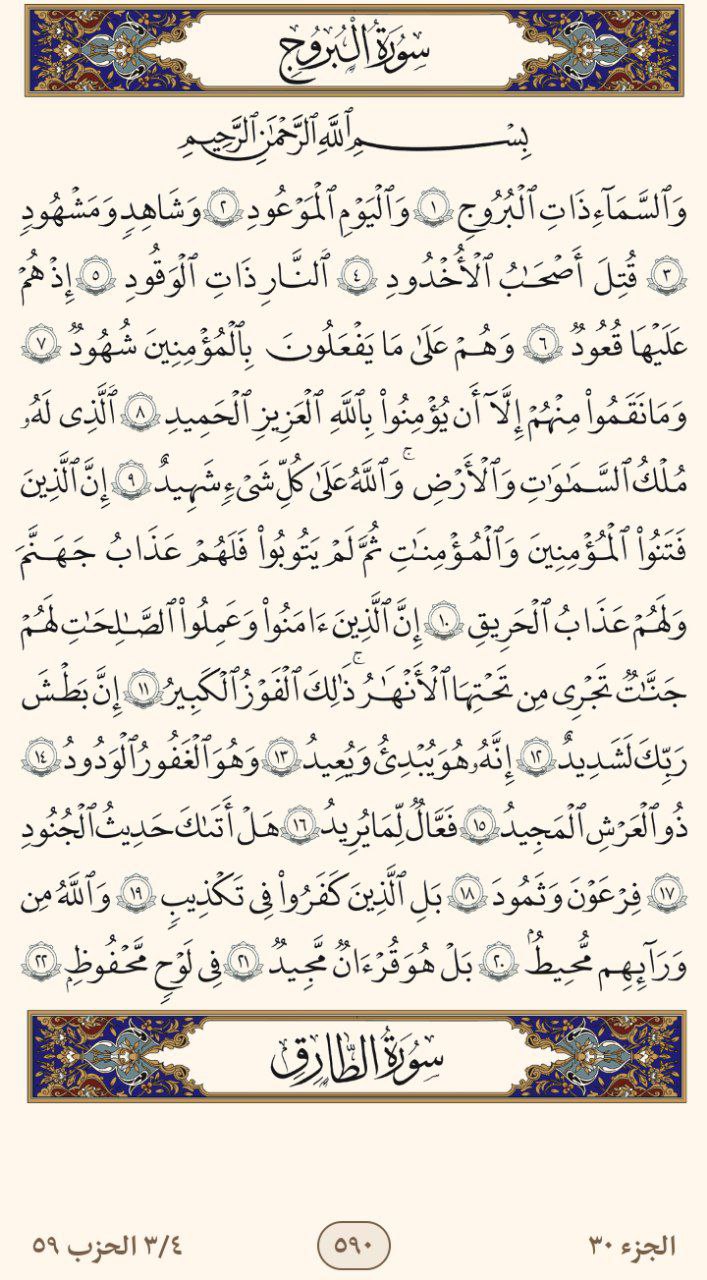 سُورَةُ الْبُرُوجِ
بِسْمِ ٱللَّهِ ٱلرَّحْمَٰنِ ٱلرَّحِيمِ
وَٱلسَّمَآءِ ذَاتِ ٱلْبُرُوجِ ١ وَٱلْيَوْمِ ٱلْمَوْعُودِ ٢ وَشَاهِدٍ وَمَشْهُودٍ
٣ قُتِلَ أَصْحَٰبُ ٱلْأُخْدُودِ ٤ ٱلنَّارِ ذَاتِ ٱلْوَقُودِ ٥ إِذْ هُمْ
عَلَيْهَا قُعُودٌ ٦ وَهُمْ عَلَىٰ مَا يَفْعَلُونَ بِٱلْمُؤْمِنِينَ شُهُودٌ ٧
وَمَا نَقَمُوا۟ مِنْهُمْ إِلَّآ أَن يُؤْمِنُوا۟ بِٱللَّهِ ٱلْعَزِيزِ ٱلْحَمِيدِ ٨ ٱلَّذِى لَهُۥ
مُلْكُ ٱلسَّمَٰوَٰتِ وَٱلْأَرْضِ ۚ وَٱللَّهُ عَلَىٰ كُلِّ شَىْءٍ شَهِيدٌ ٩ إِنَّ ٱلَّذِينَ
فَتَنُوا۟ ٱلْمُؤْمِنِينَ وَٱلْمُؤْمِنَٰتِ ثُمَّ لَمْ يَتُوبُوا۟ فَلَهُمْ عَذَابُ جَهَنَّمَ
وَلَهُمْ عَذَابُ ٱلْحَرِيقِ ١٠ إِنَّ ٱلَّذِينَ ءَامَنُوا۟ وَعَمِلُوا۟ ٱلصَّٰلِحَٰتِ لَهُمْ
جَنَّٰتٌ تَجْرِى مِن تَحْتِهَا ٱلْأَنْهَٰرُ ۚ ذَٰلِكَ ٱلْفَوْزُ ٱلْكَبِيرُ ١١ إِنَّ بَطْشَ
رَبِّكَ لَشَدِيدٌ ١٢ إِنَّهُۥ هُوَ يُبْدِئُ وَيُعِيدُ ١٣ وَهُوَ ٱلْغَفُورُ ٱلْوَدُودُ ١٤
ذُو ٱلْعَرْشِ ٱلْمَجِيدُ ١٥ فَعَّالٌ لِّمَا يُرِيدُ ١٦ هَلْ أَتَىٰكَ حَدِيثُ ٱلْجُنُودِ
١٧ فِرْعَوْنَ وَثَمُودَ ١٨ بَلِ ٱلَّذِينَ كَفَرُوا۟ فِى تَكْذِيبٍ ١٩ وَٱللَّهُ مِن
وَرَآئِهِم مُّحِيطٌۢ ٢٠ بَلْ هُوَ قُرْءَانٌ مَّجِيدٌ ٢١ فِى لَوْحٍ مَّحْفُوظٍۭ ٢٢
سُورَةُ الطَّارِقِ
الجزء ٣٠ ٥٩٠ ٣/٤ الحزب ٥٩